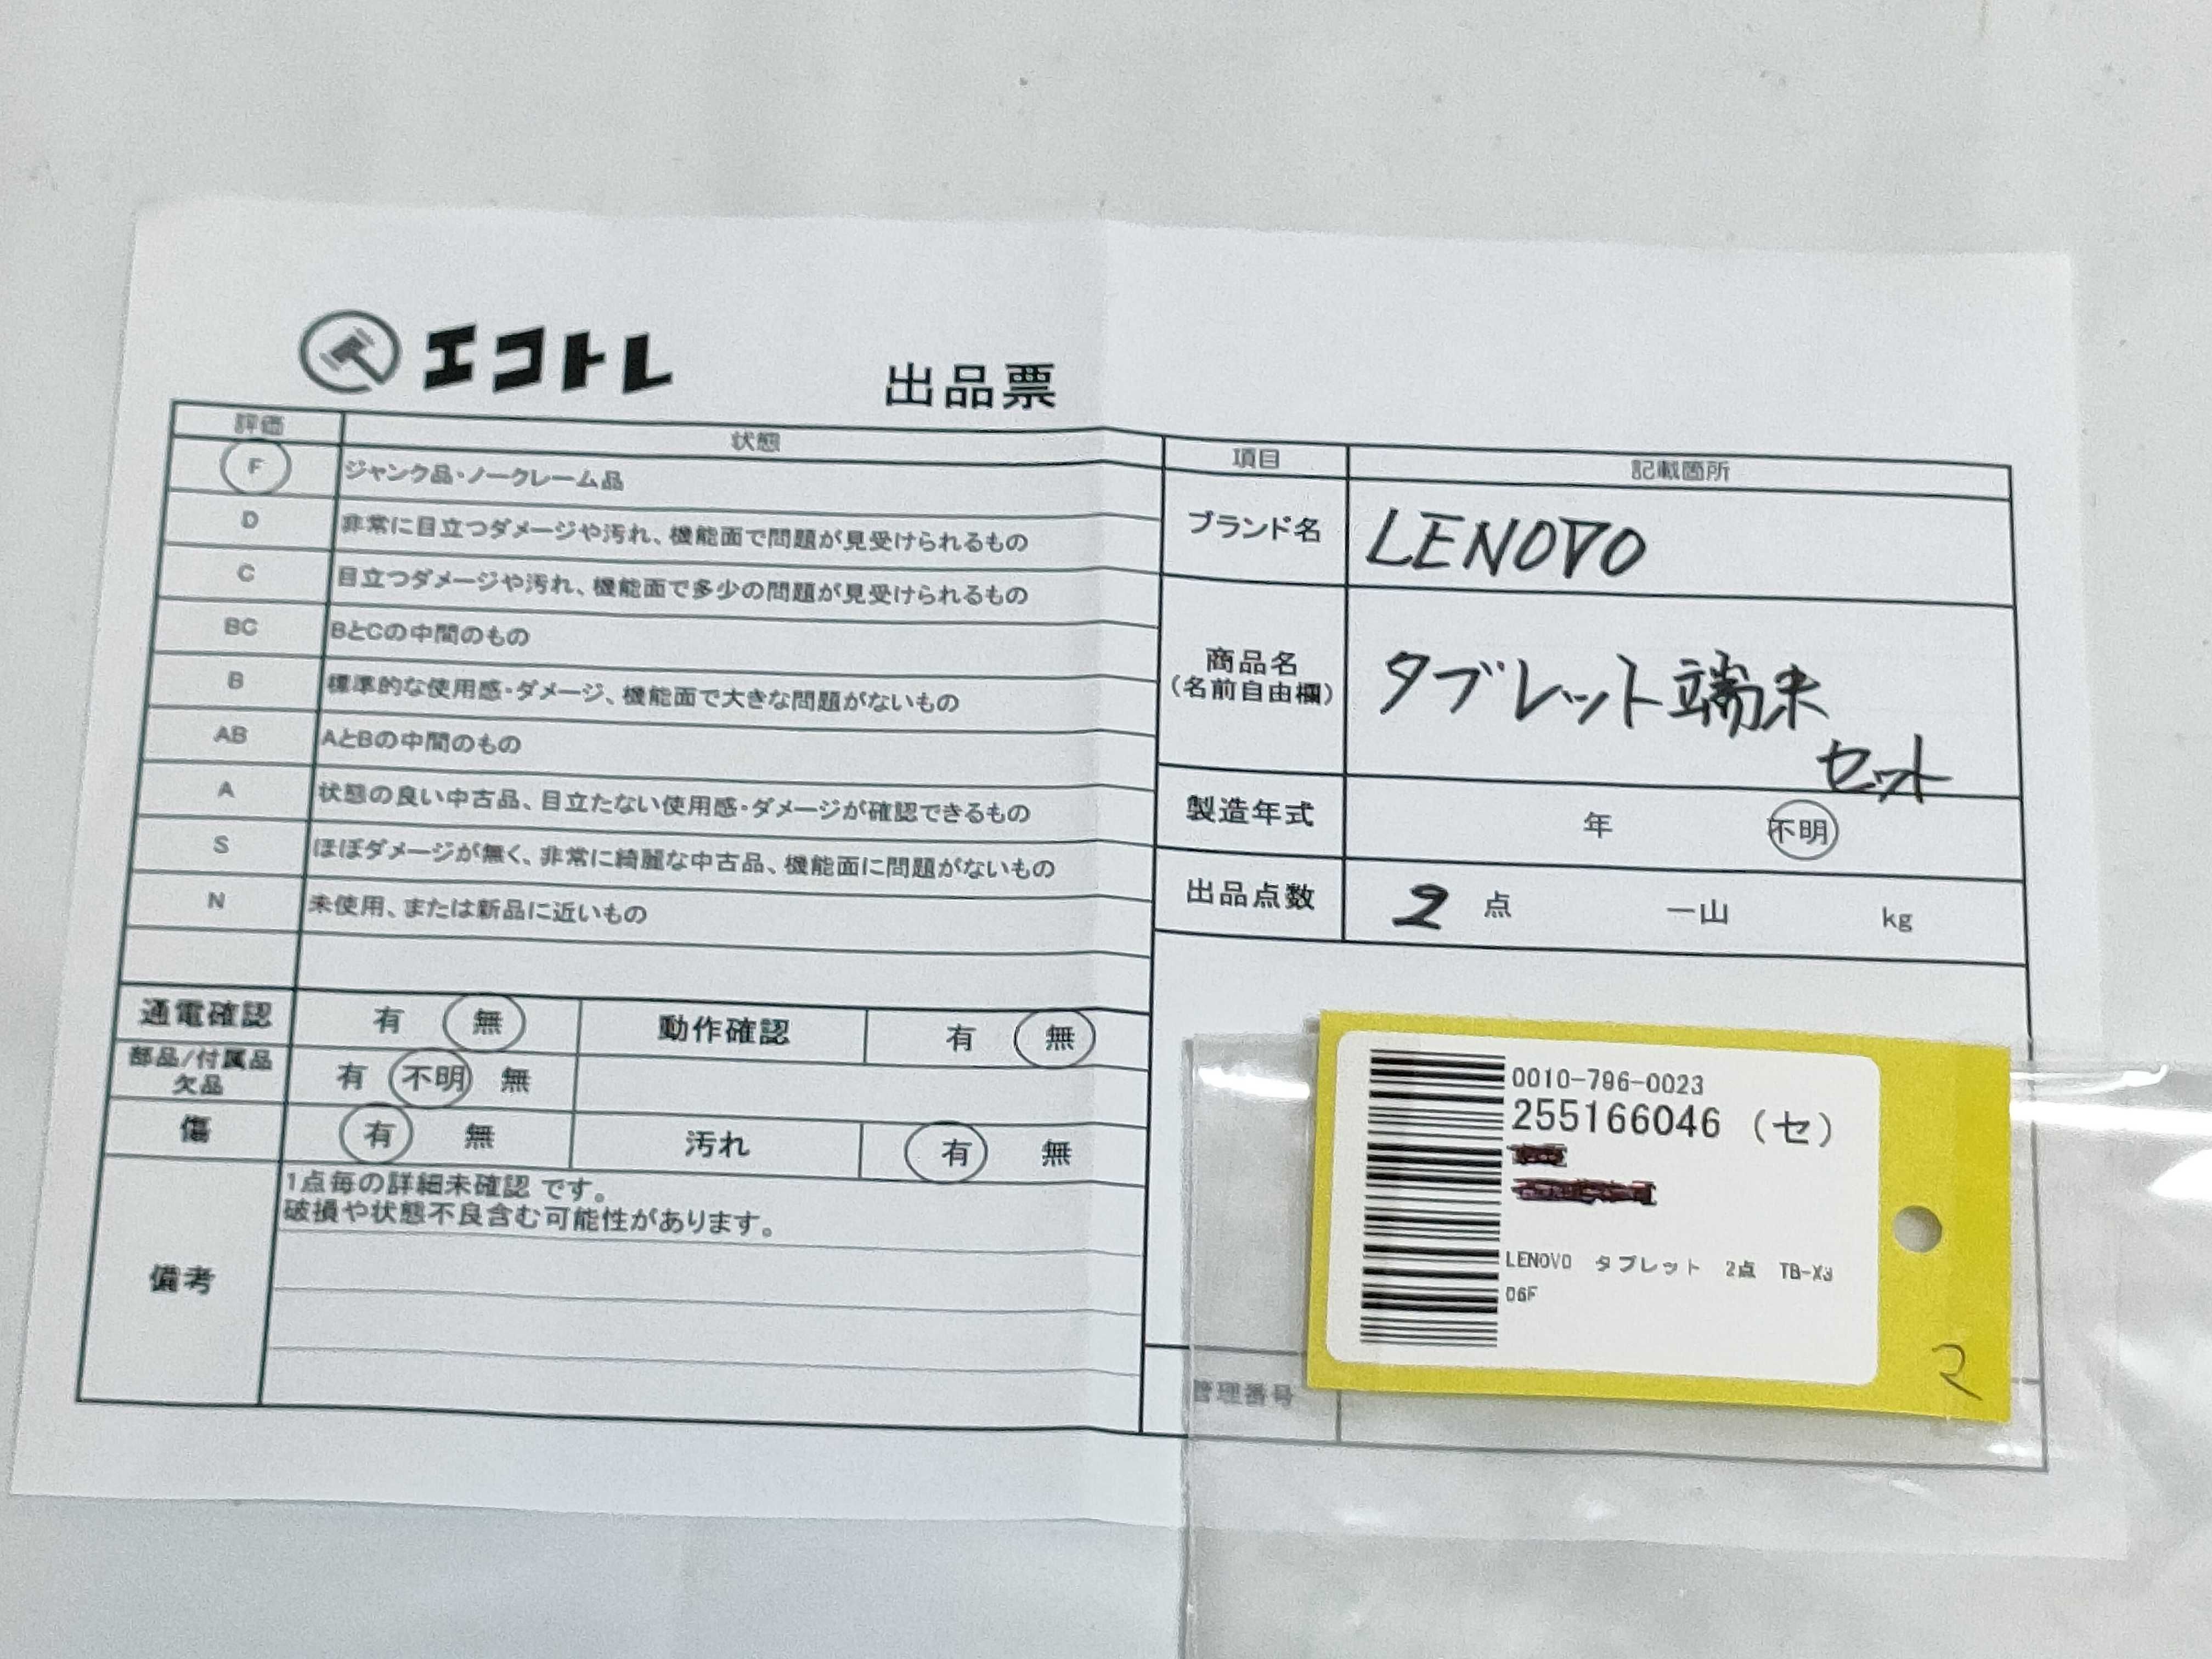 エコトレ
出品票
評価 状態
F ジャンク品・ノークレーム品
D 非常に目立つダメージや汚れ、機能面で問題が見受けられるもの
C 目立つダメージや汚れ、機能面で多少の問題が見受けられるもの
BC BとCの中間のもの
B 標準的な使用感・ダメージ、機能面で大きな問題がないもの
AB AとBの中間のもの
A 状態の良い中古品、目立たない使用感・ダメージが確認できるもの
S ほぼダメージが無く、非常に綺麗な中古品、機能面に問題がないもの
N 未使用、または新品に近いもの
通電確認 有 無 動作確認 有 無
部品/付属品
欠品 有 不明 無
傷 有 無 汚れ 有 無
備考
1点毎の詳細未確認 です。
破損や状態不良含む可能性があります。
項目 記載箇所
ブランド名 LENOVO
商品名
(名前自由欄)
タブレット端末
セット
製造年式 年 不明
出品点数 2 点 一山 kg
0010-796-0023
255166046 (セ)
LENOVO タブレット 2点 TB-X3
06F
2
管理番号